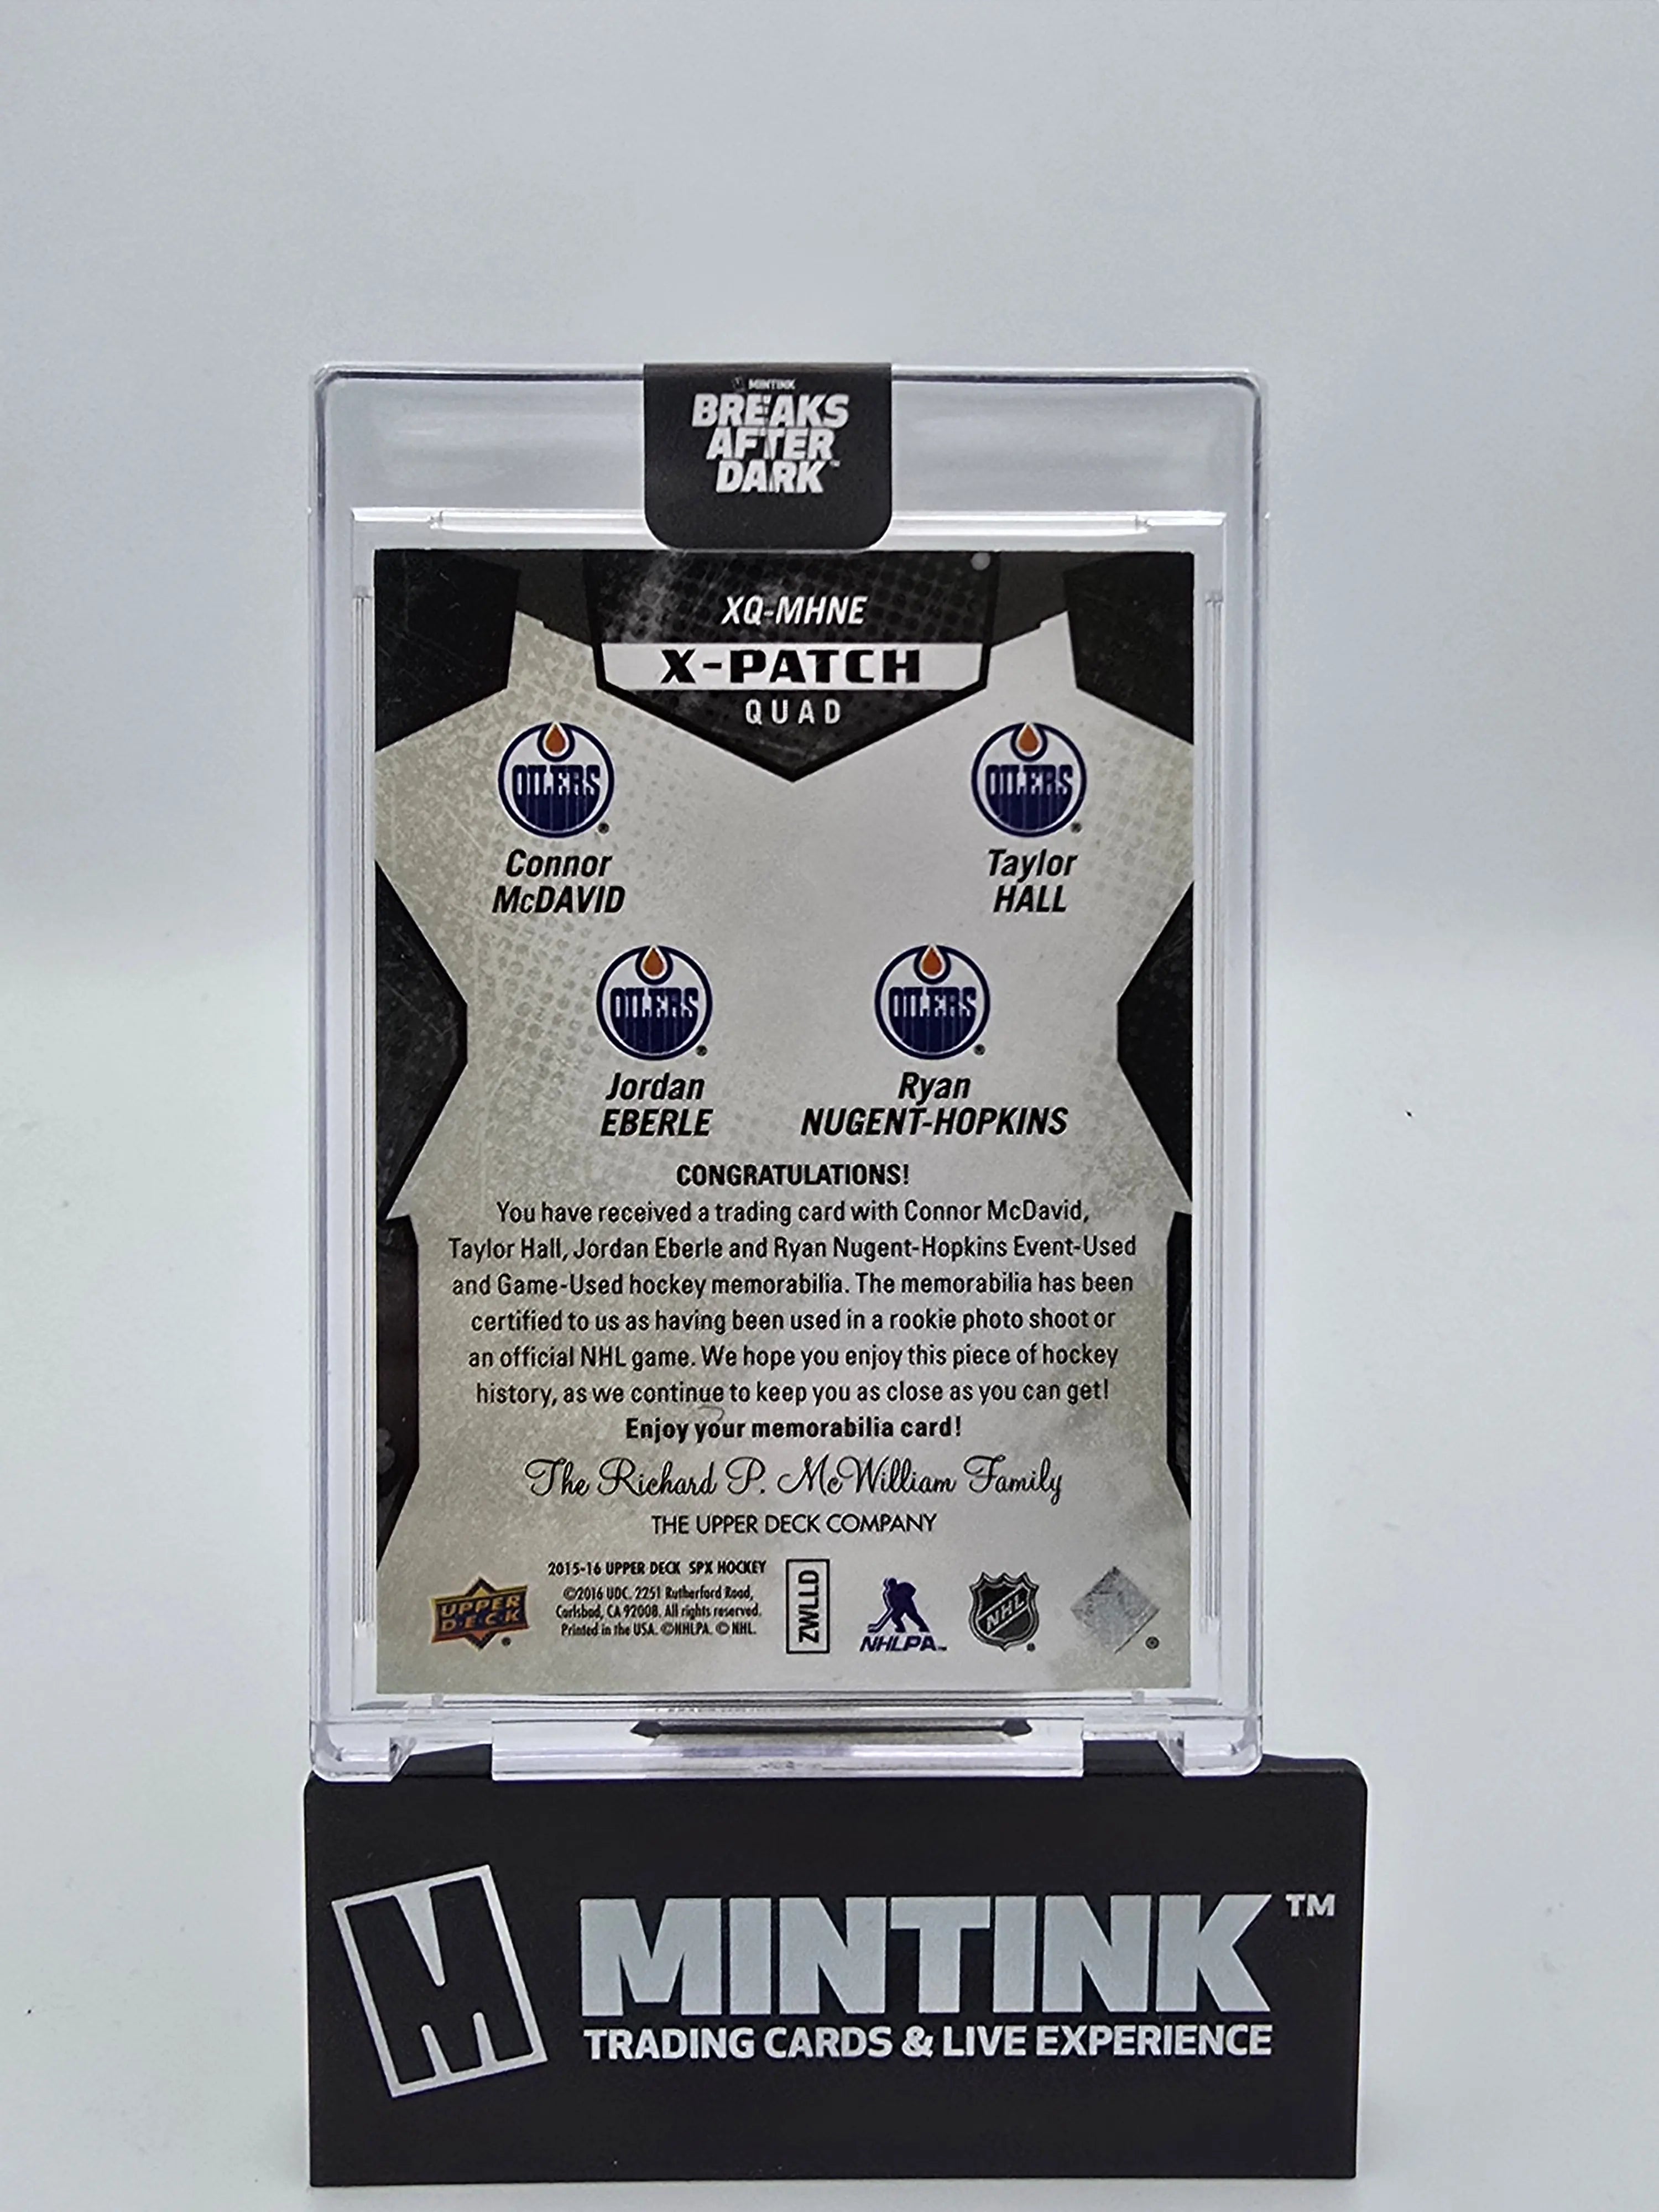 MINTINK
BREAKS
AFTER
DARK™
XQ-MHNE
X-PATCH
QUAD
OILERS
OILERS
Connor
McDAVID
Taylor
HALL
OILERS
OILERS
Jordan
EBERLE
Ryan
NUGENT-HOPKINS
CONGRATULATIONS!
You have received a trading card with Connor McDavid,
Taylor Hall, Jordan Eberle and Ryan Nugent-Hopkins Event-Used
and Game-Used hockey memorabilia. The memorabilia has been
certified to us as having been used in a rookie photo shoot or
an official NHL game. We hope you enjoy this piece of hockey
history, as we continue to keep you as close as you can get!
Enjoy your memorabilia card!
The Richard P. McWilliam Family
THE UPPER DECK COMPANY
2015-16 UPPER DECK SPX HOCKEY
©2016 UDC. 2251 Rutherford Road,
Carlsbad, CA 92008. All rights reserved.
Printed in the USA. ©NHLPA. © NHL.
UPPER
D·E·C·K
®
ZWLLD
NHLPA™
NHL
®
®
M MINTINK™
TRADING CARDS & LIVE EXPERIENCE